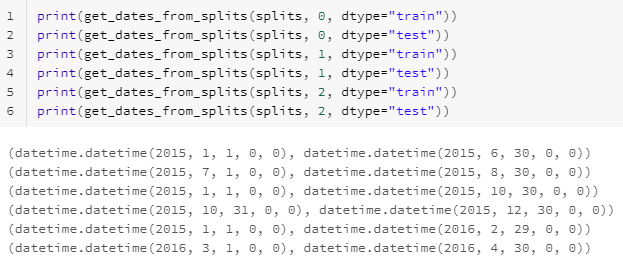 1 print(get_dates_from_splits(splits, 0, dtype="train"))
2 print(get_dates_from_splits(splits, 0, dtype="test"))
3 print(get_dates_from_splits(splits, 1, dtype="train"))
4 print(get_dates_from_splits(splits, 1, dtype="test"))
5 print(get_dates_from_splits(splits, 2, dtype="train"))
6 print(get_dates_from_splits(splits, 2, dtype="test"))
(datetime.datetime(2015, 1, 1, 0, 0), datetime.datetime(2015, 6, 30, 0, 0))
(datetime.datetime(2015, 7, 1, 0, 0), datetime.datetime(2015, 8, 30, 0, 0))
(datetime.datetime(2015, 1, 1, 0, 0), datetime.datetime(2015, 10, 30, 0, 0))
(datetime.datetime(2015, 10, 31, 0, 0), datetime.datetime(2015, 12, 30, 0, 0))
(datetime.datetime(2015, 1, 1, 0, 0), datetime.datetime(2016, 2, 29, 0, 0))
(datetime.datetime(2016, 3, 1, 0, 0), datetime.datetime(2016, 4, 30, 0, 0))